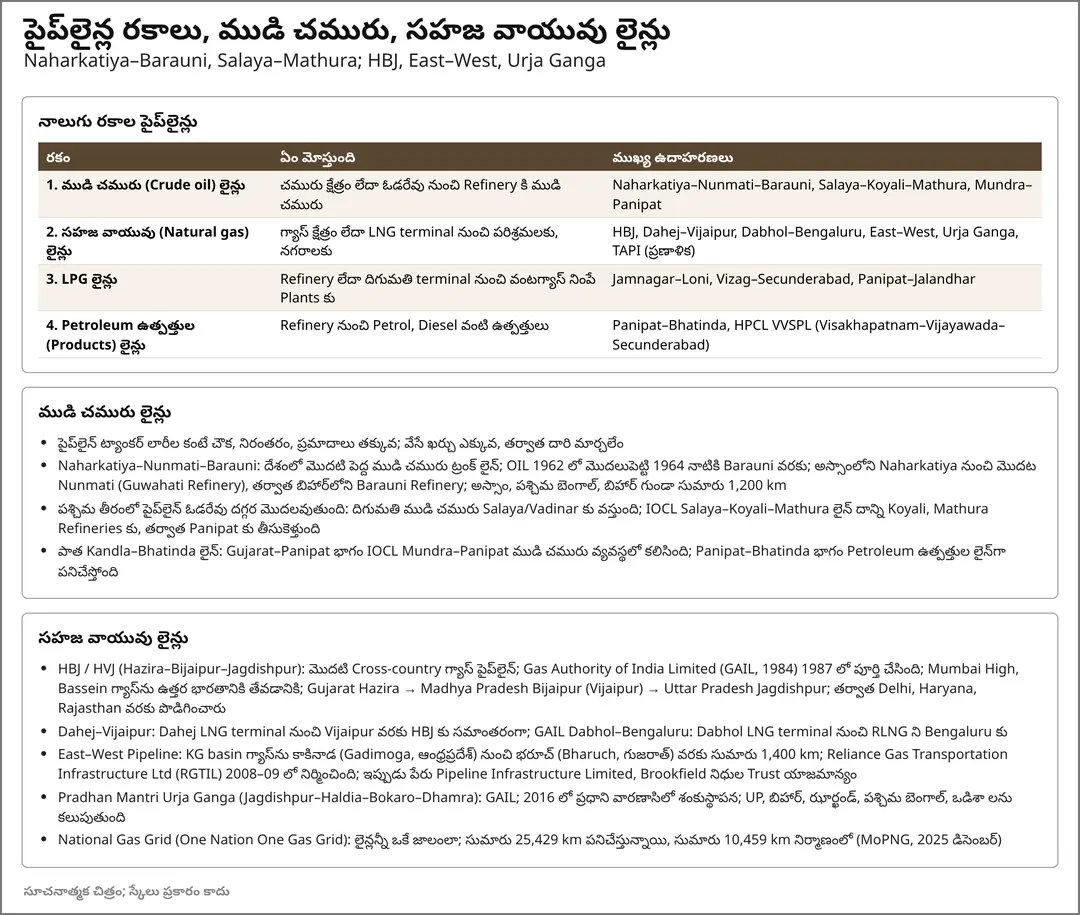 పైప్‌లైన్ల రకాలు, ముడి చమురు, సహజ వాయువు లైన్లు
Naharkatiya–Barauni, Salaya–Mathura; HBJ, East–West, Urja Ganga
నాలుగు రకాల పైప్‌లైన్లు
రకం ఏం మోస్తుంది ముఖ్య ఉదాహరణలు
1. ముడి చమురు (Crude oil) లైన్లు చమురు క్షేత్రం లేదా ఓడరేవు నుంచి Refinery కి ముడి Naharkatiya–Nunmati–Barauni, Salaya–Koyali–Mathura, Mundra–
చమురు Panipat
2. సహజ వాయువు (Natural gas) గ్యాస్ క్షేత్రం లేదా LNG terminal నుంచి పరిశ్రమలకు, HBJ, Dahej–Vijaipur, Dabhol–Bengaluru, East–West, Urja Ganga,
లైన్లు నగరాలకు TAPI (ప్రణాళిక)
3. LPG లైన్లు Refinery లేదా దిగుమతి terminal నుంచి వంటగ్యాస్ నింపే Jamnagar–Loni, Vizag–Secunderabad, Panipat–Jalandhar
Plants కు
4. Petroleum ఉత్పత్తుల Refinery నుంచి Petrol, Diesel వంటి ఉత్పత్తులు Panipat–Bhatinda, HPCL VVSPL (Visakhapatnam–Vijayawada–
(Products) లైన్లు Secunderabad)
ముడి చమురు లైన్లు
• పైప్‌లైన్ ట్యాంకర్ లారీల కంటే చౌక, నిరంతరం, ప్రమాదాలు తక్కువ; వేసే ఖర్చు ఎక్కువ, తర్వాత దారి మార్చలేం
• Naharkatiya–Nunmati–Barauni: దేశంలో మొదటి పెద్ద ముడి చమురు ట్రంక్ లైన్; OIL 1962 లో మొదలుపెట్టి 1964 నాటికి Barauni వరకు; అస్సాంలోని Naharkatiya నుంచి మొదట
Nunmati (Guwahati Refinery), తర్వాత బిహార్‌లోని Barauni Refinery; అస్సాం, పశ్చిమ బెంగాల్, బిహార్ గుండా సుమారు 1,200 km
• పశ్చిమ తీరంలో పైప్‌లైన్ ఓడరేవు దగ్గర మొదలవుతుంది: దిగుమతి ముడి చమురు Salaya/Vadinar కు వస్తుంది; IOCL Salaya–Koyali–Mathura లైన్ దాన్ని Koyali, Mathura
Refineries కు, తర్వాత Panipat కు తీసుకెళ్తుంది
• పాత Kandla–Bhatinda లైన్: Gujarat–Panipat భాగం IOCL Mundra–Panipat ముడి చమురు వ్యవస్థలో కలిసింది; Panipat–Bhatinda భాగం Petroleum ఉత్పత్తుల లైన్‌గా
పనిచేస్తోంది
సహజ వాయువు లైన్లు
• HBJ / HVJ (Hazira–Bijaipur–Jagdishpur): మొదటి Cross-country గ్యాస్ పైప్‌లైన్; Gas Authority of India Limited (GAIL, 1984) 1987 లో పూర్తి చేసింది; Mumbai High,
Bassein గ్యాస్‌ను ఉత్తర భారతానికి తేవడానికి; Gujarat Hazira → Madhya Pradesh Bijaipur (Vijaipur) → Uttar Pradesh Jagdishpur; తర్వాత Delhi, Haryana,
Rajasthan వరకు పొడిగించారు
• Dahej–Vijaipur: Dahej LNG terminal నుంచి Vijaipur వరకు HBJ కు సమాంతరంగా; GAIL Dabhol–Bengaluru: Dabhol LNG terminal నుంచి RLNG ని Bengaluru కు
• East–West Pipeline: KG basin గ్యాస్‌ను కాకినాడ (Gadimoga, ఆంధ్రప్రదేశ్) నుంచి భరూచ్ (Bharuch, గుజరాత్) వరకు సుమారు 1,400 km; Reliance Gas Transportation
Infrastructure Ltd (RGTIL) 2008–09 లో నిర్మించింది; ఇప్పుడు పేరు Pipeline Infrastructure Limited, Brookfield నిధుల Trust యాజమాన్యం
• Pradhan Mantri Urja Ganga (Jagdishpur–Haldia–Bokaro–Dhamra): GAIL; 2016 లో ప్రధాని వారణాసిలో శంకుస్థాపన; UP, బిహార్, ఝార్ఖండ్, పశ్చిమ బెంగాల్, ఒడిశా లను
కలుపుతుంది
• National Gas Grid (One Nation One Gas Grid): లైన్లన్నీ ఒకే జాలంలా; సుమారు 25,429 km పనిచేస్తున్నాయి, సుమారు 10,459 km నిర్మాణంలో (MoPNG, 2025 డిసెంబర్)
సూచనాత్మక చిత్రం; స్కేలు ప్రకారం కాదు